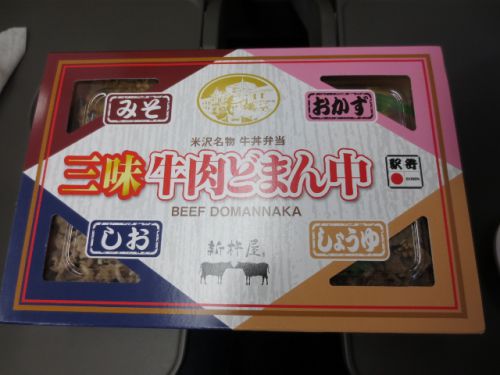 みそ
おかず
米沢名物 牛丼弁当
三味牛肉どまん中
駅弁
BEEF DOMANNAKA
しお
しょうゆ
新杵屋